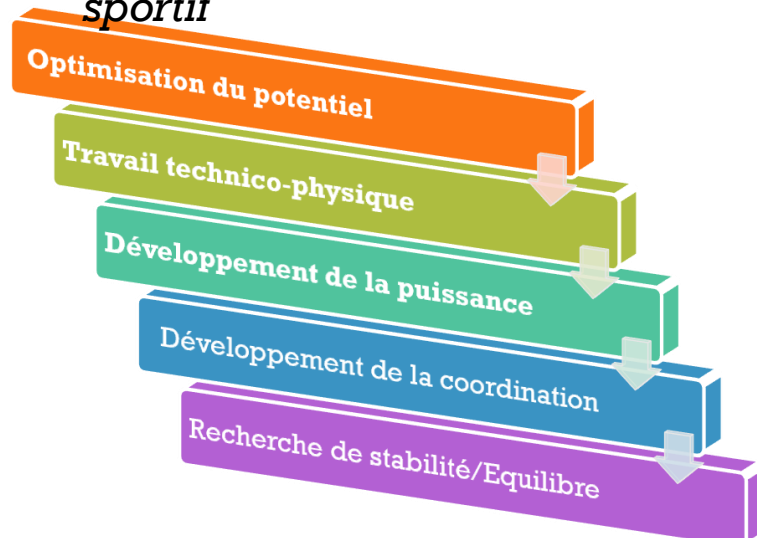 sportif
Optimisation du potentiel
Travail technico-physique
Développement de la puissance
Développement de la coordination
Recherche de stabilité/Equilibre